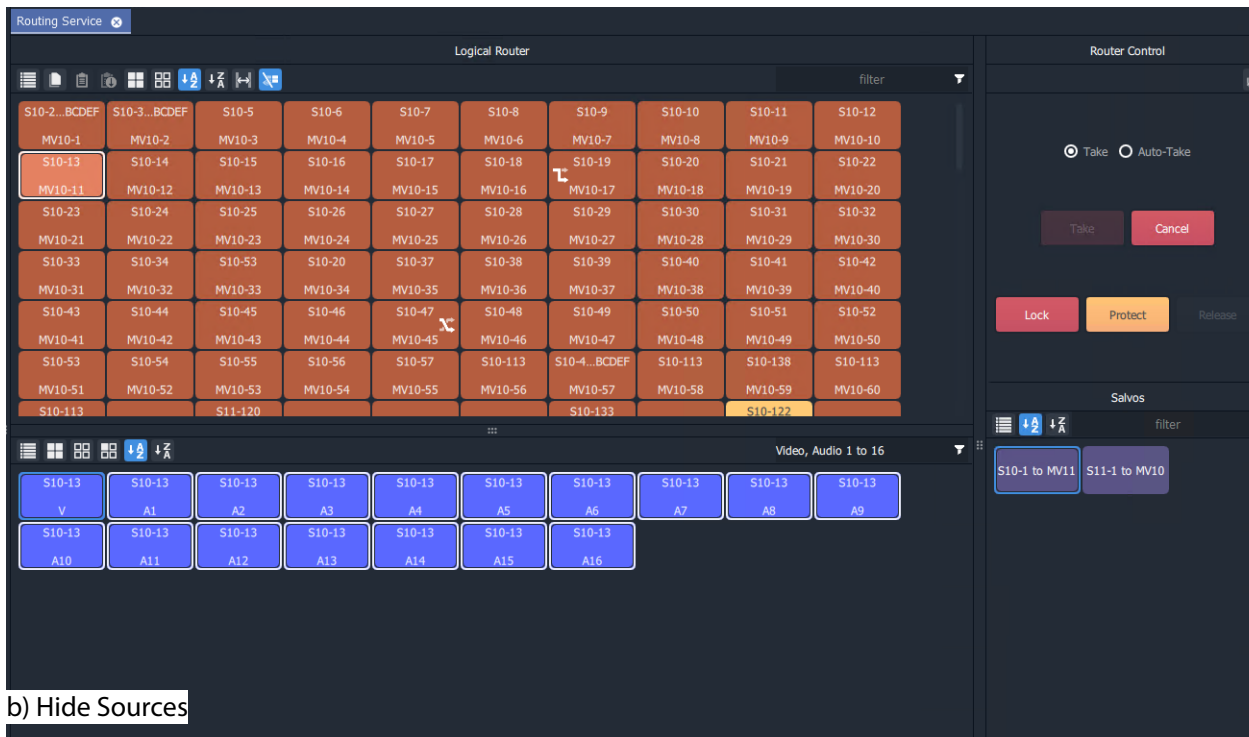 Routing Service
Logical Router
Router Control
filter
S10-2...BCDEF S10-3...BCDEF S10-5 S10-6 S10-7 S10-8 S10-9 S10-10 S10-11 S10-12
MV10-1 MV10-2 MV10-3 MV10-4 MV10-5 MV10-6 MV10-7 MV10-8 MV10-9 MV10-10
S10-13 S10-14 S10-15 S10-16 S10-17 S10-18 S10-19 S10-20 S10-21 S10-22
MV10-11 MV10-12 MV10-13 MV10-14 MV10-15 MV10-16 MV10-17 MV10-18 MV10-19 MV10-20
S10-23 S10-24 S10-25 S10-26 S10-27 S10-28 S10-29 S10-30 S10-31 S10-32
MV10-21 MV10-22 MV10-23 MV10-24 MV10-25 MV10-26 MV10-27 MV10-28 MV10-29 MV10-30
S10-33 S10-34 S10-53 S10-20 S10-37 S10-38 S10-39 S10-40 S10-41 S10-42
MV10-31 MV10-32 MV10-33 MV10-34 MV10-35 MV10-36 MV10-37 MV10-38 MV10-39 MV10-40
S10-43 S10-44 S10-45 S10-46 S10-47 S10-48 S10-49 S10-50 S10-51 S10-52
MV10-41 MV10-42 MV10-43 MV10-44 MV10-45 MV10-46 MV10-47 MV10-48 MV10-49 MV10-50
S10-53 S10-54 S10-55 S10-56 S10-57 S10-113 S10-4...BCDEF S10-113 S10-138 S10-113
MV10-51 MV10-52 MV10-53 MV10-54 MV10-55 MV10-56 MV10-57 MV10-58 MV10-59 MV10-60
S10-113 S11-120 S10-133 S10-122
Take Auto-Take
Take Cancel
Lock Protect Release
Salvos
filter
S10-1 to MV11 S11-1 to MV10
Video, Audio 1 to 16
S10-13 S10-13 S10-13 S10-13 S10-13 S10-13 S10-13 S10-13 S10-13 S10-13
V A1 A2 A3 A4 A5 A6 A7 A8 A9
S10-13 S10-13 S10-13 S10-13 S10-13 S10-13 S10-13
A10 A11 A12 A13 A14 A15 A16
b) Hide Sources